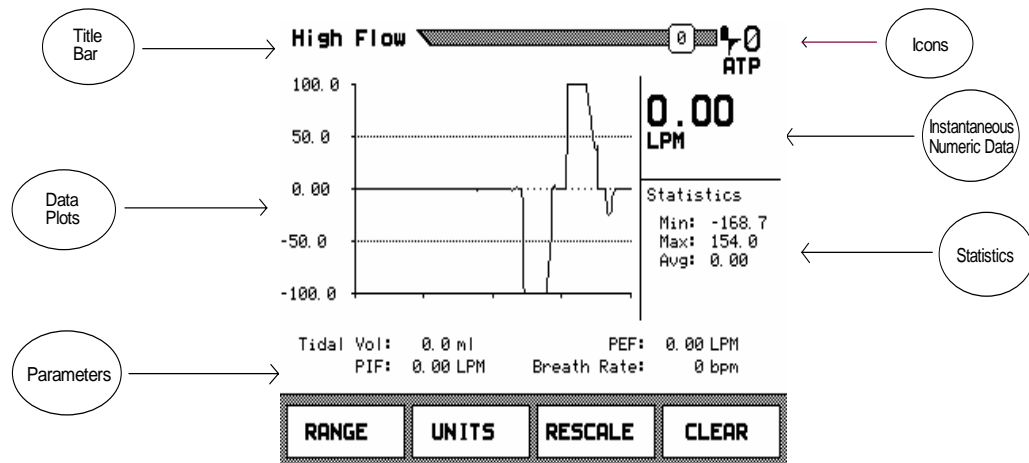 Title
Bar
High Flow
0
0
ATP
Icons
100.0
50.0
0.00
-50.0
-100.0
0.00
LPM
Instantaneous
Numeric Data
Data
Plots
Statistics
Min: -168.7
Max: 154.0
Avg: 0.00
Statistics
Parameters
Tidal Vol: 0.0 ml PEF: 0.00 LPM
PIF: 0.00 LPM Breath Rate: 0 bpm
RANGE UNITS RESCALE CLEAR